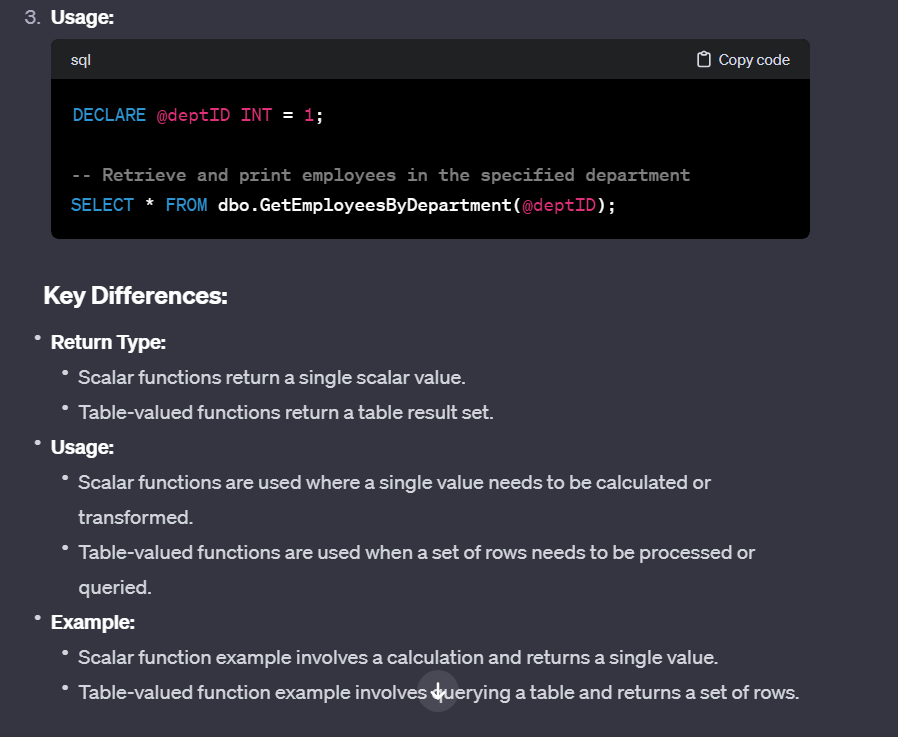 3. Usage:
sql Copy code
DECLARE @deptID INT = 1;
-- Retrieve and print employees in the specified department
SELECT * FROM dbo.GetEmployeesByDepartment(@deptID);
Key Differences:
• Return Type:
• Scalar functions return a single scalar value.
• Table-valued functions return a table result set.
• Usage:
• Scalar functions are used where a single value needs to be calculated or
transformed.
• Table-valued functions are used when a set of rows needs to be processed or
queried.
• Example:
• Scalar function example involves a calculation and returns a single value.
• Table-valued function example involves querying a table and returns a set of rows.